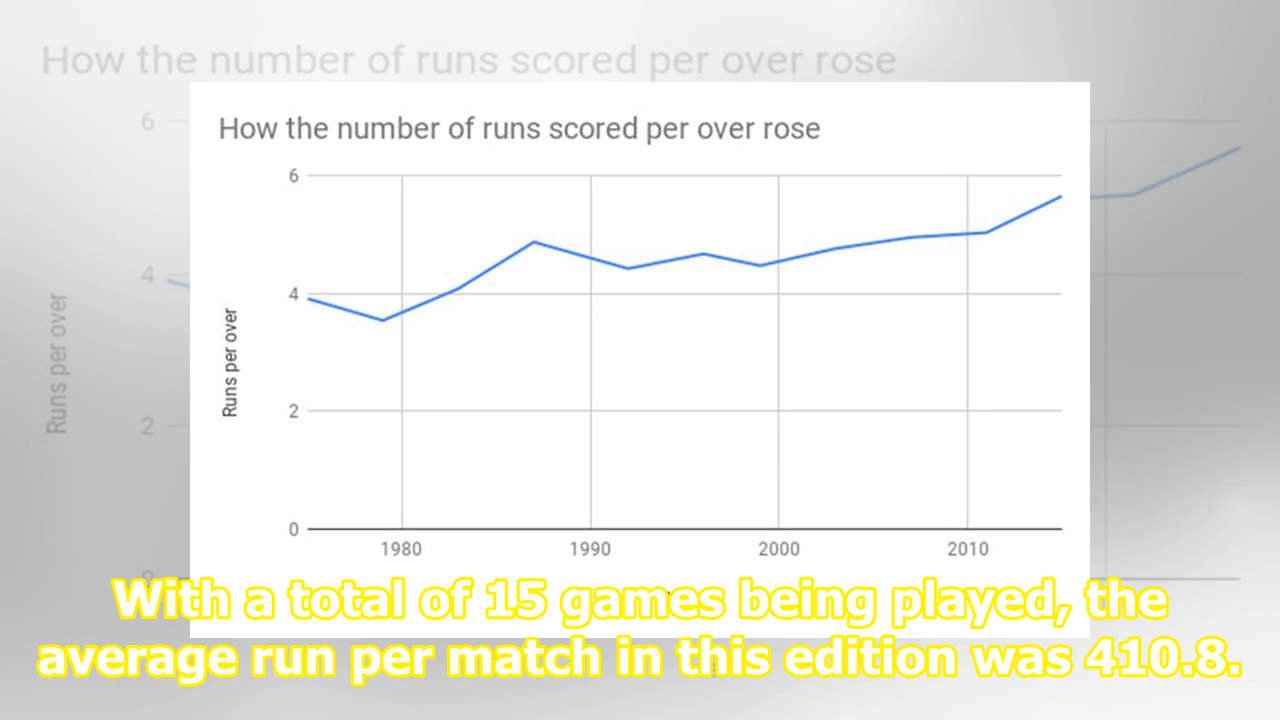 How the number of runs scored per over rose
How the number of runs scored per over rose
6
6
4
4
Runs per over
Runs per over
2
2
0
0
1980 1990 2000 2010
With a total of 15 games being played, the
average run per match in this edition was 410.8.